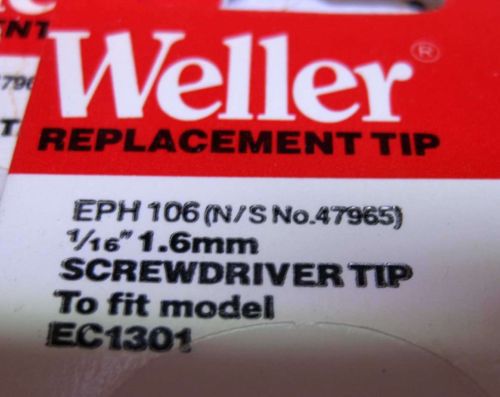 Weller®
REPLACEMENT TIP
EPH 106 (N/S No.47965)
1/16" 1.6mm
SCREWDRIVER TIP
To fit model
EC1301